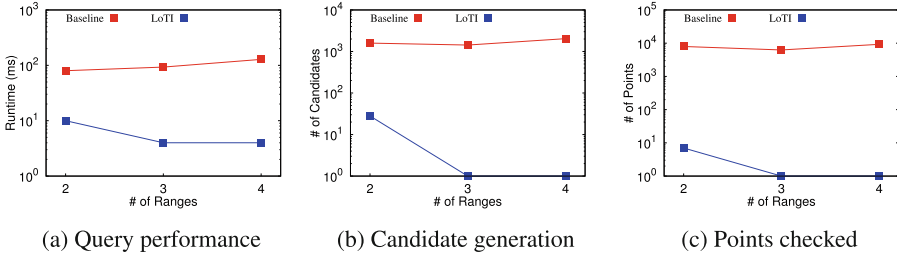 Baseline LoTI
10^3
10^2
10^1
10^0
Runtime (ms)
2 3 4
# of Ranges
(a) Query performance
Baseline LoTI
10^4
10^3
10^2
10^1
10^0
# of Candidates
2 3 4
# of Ranges
(b) Candidate generation
Baseline LoTI
10^5
10^4
10^3
10^2
10^1
10^0
# of Points
2 3 4
# of Ranges
(c) Points checked